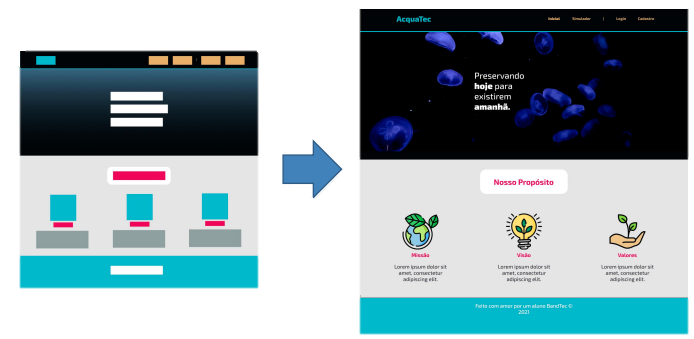 AcquaTec
Inicial Simulador | Login Cadastro
Preservando
hoje para
existirem
amanhã.
Nosso Propósito
Missão
Lorem ipsum dolor sit
amet, consectetur
adipiscing elit.
Visão
Lorem ipsum dolor sit
amet, consectetur
adipiscing elit.
Valores
Lorem ipsum dolor sit
amet, consectetur
adipiscing elit.
Feito com amor por um aluno BandTec ©
2021